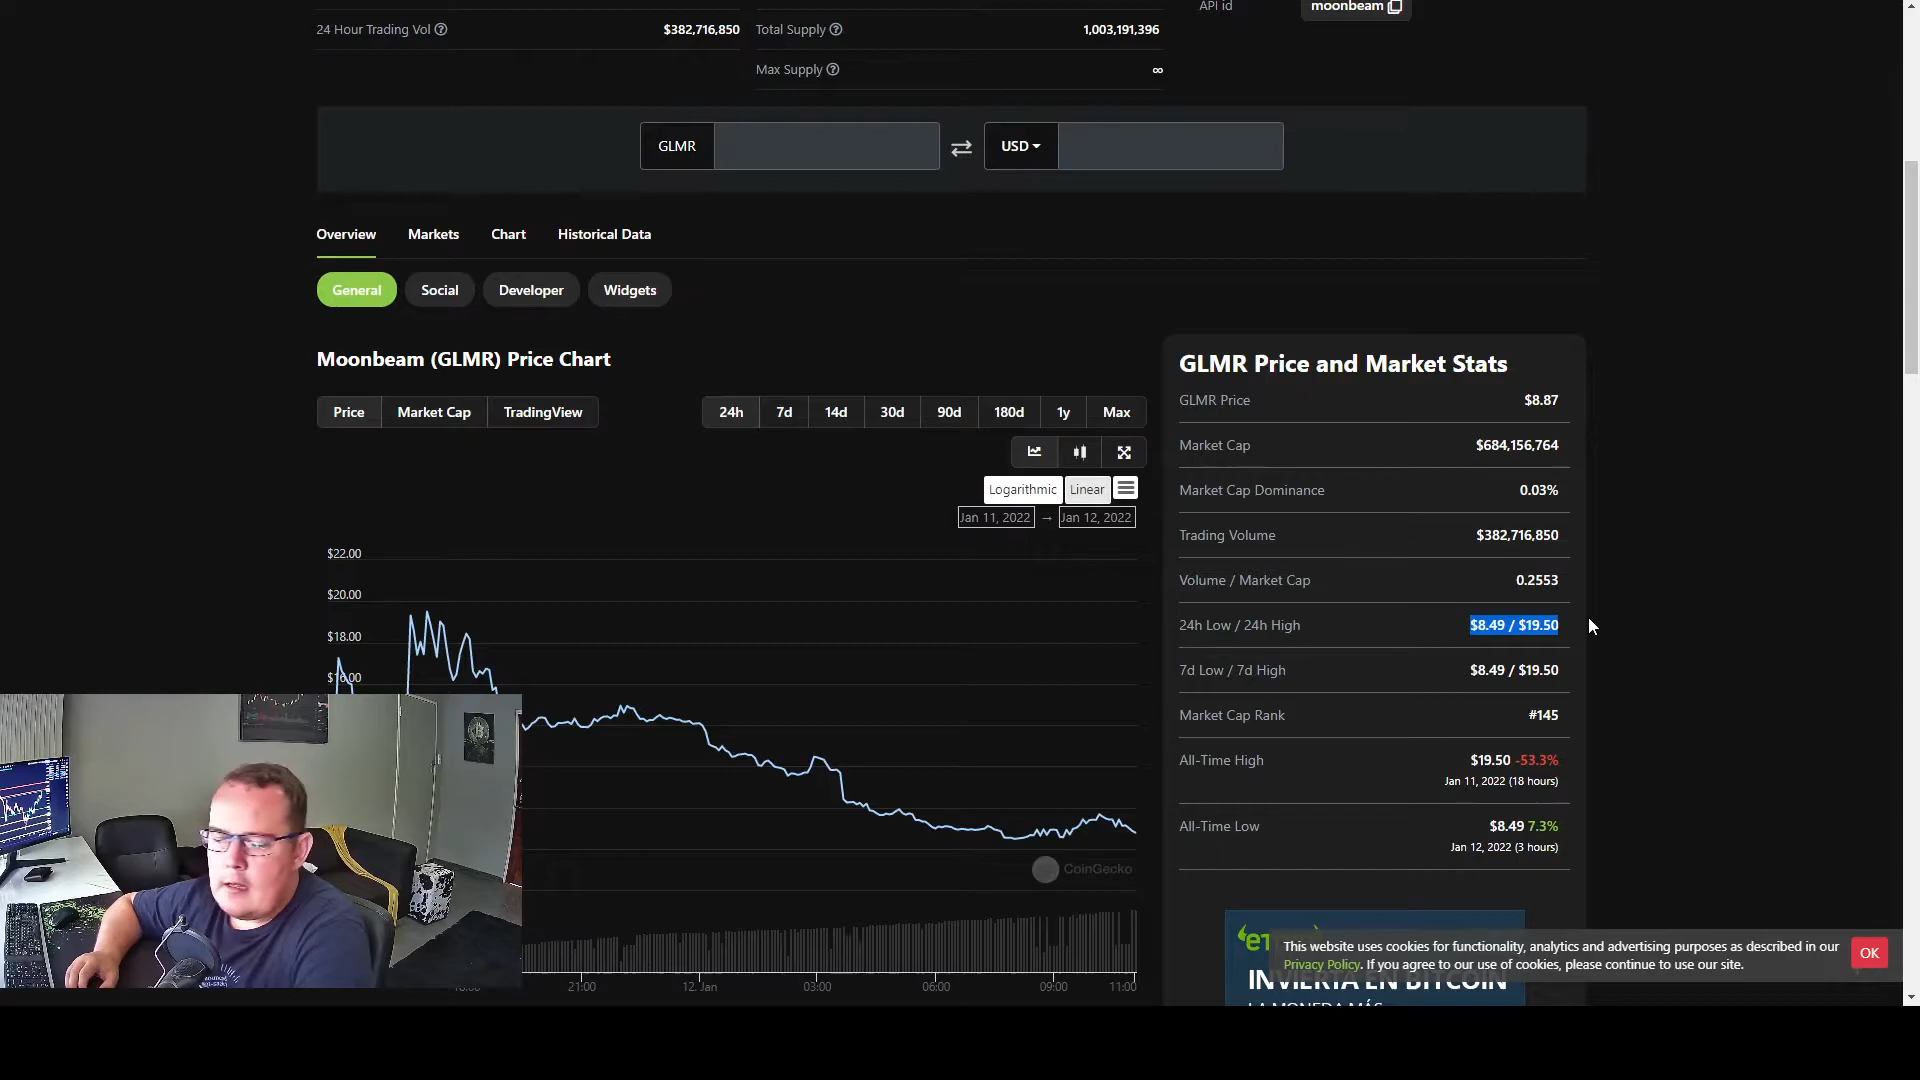 API id moonbeam
24 Hour Trading Vol $382,716,850 Total Supply 1,003,191,396
Max Supply ∞
GLMR USD
Overview Markets Chart Historical Data
General Social Developer Widgets
Moonbeam (GLMR) Price Chart
Price Market Cap TradingView 24h 7d 14d 30d 90d 180d 1y Max
Logarithmic Linear
Jan 11, 2022 → Jan 12, 2022
$22.00
$20.00
$18.00
$16.00
CoinGecko
21:00 12. Jan 03:00 06:00 09:00 11:00
GLMR Price and Market Stats
GLMR Price $8.87
Market Cap $684,156,764
Market Cap Dominance 0.03%
Trading Volume $382,716,850
Volume / Market Cap 0.2553
24h Low / 24h High $8.49 / $19.50
7d Low / 7d High $8.49 / $19.50
Market Cap Rank #145
All-Time High $19.50 -53.3%
Jan 11, 2022 (18 hours)
All-Time Low $8.49 7.3%
Jan 12, 2022 (3 hours)
This website uses cookies for functionality, analytics and advertising purposes as described in our
Privacy Policy. If you agree to our use of cookies, please continue to use our site.
OK
INVIERTA EN BITCOIN
LA MONEDA MÁS